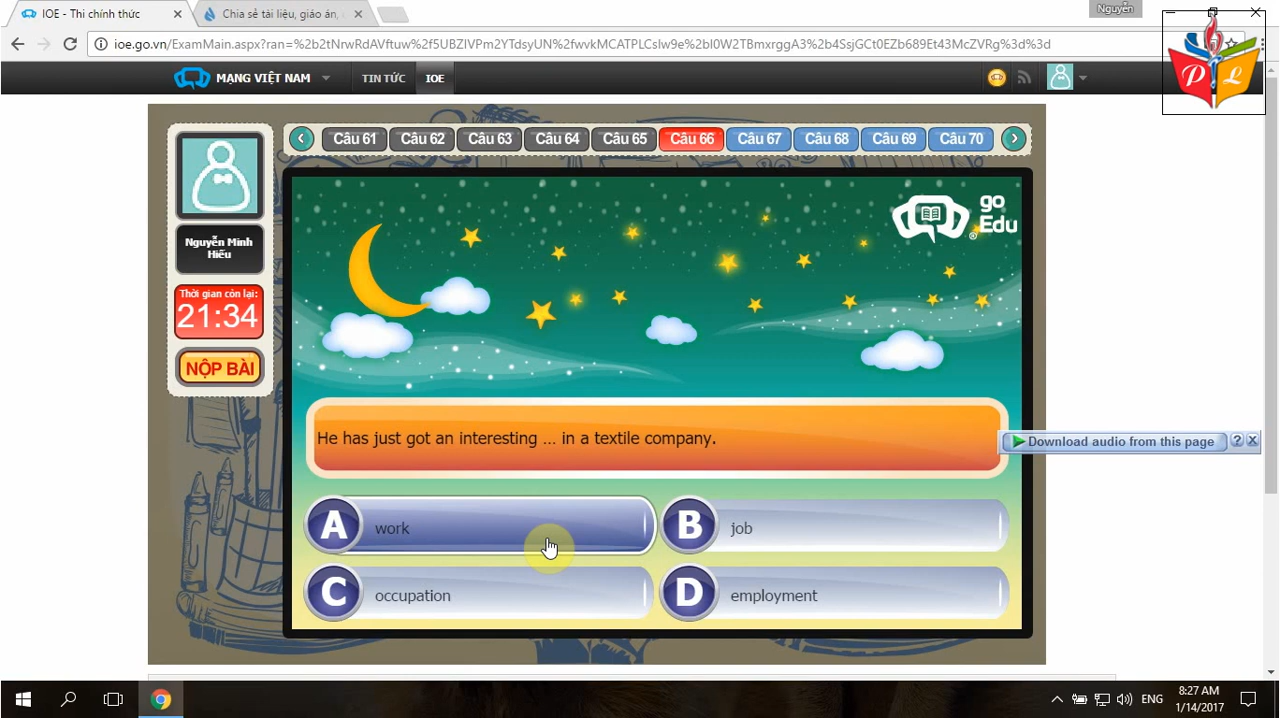 Nguyễn
IOE - Thi chính thức
Chia sẻ tài liệu, giáo án,
ioe.go.vn/ExamMain.aspx?ran=%2b2tNrwRdAVftuw%2f5UBZIVPm2YdsyUN%2fwvkMCATPLCslw9e%2bl0W2TBmxrggA3%2b4SsjGCt0EZb689Et43McZVRg%3d%3d
P L
MẠNG VIỆT NAM
TIN TỨC
IOE
Câu 61
Câu 62
Câu 63
Câu 64
Câu 65
Câu 66
Câu 67
Câu 68
Câu 69
Câu 70
Nguyễn Minh
Hiếu
Thời gian còn lại:
21:34
NỘP BÀI
go
Edu
He has just got an interesting ... in a textile company.
Download audio from this page
A work
B job
C occupation
D employment
ENG
8:27 AM
1/14/2017